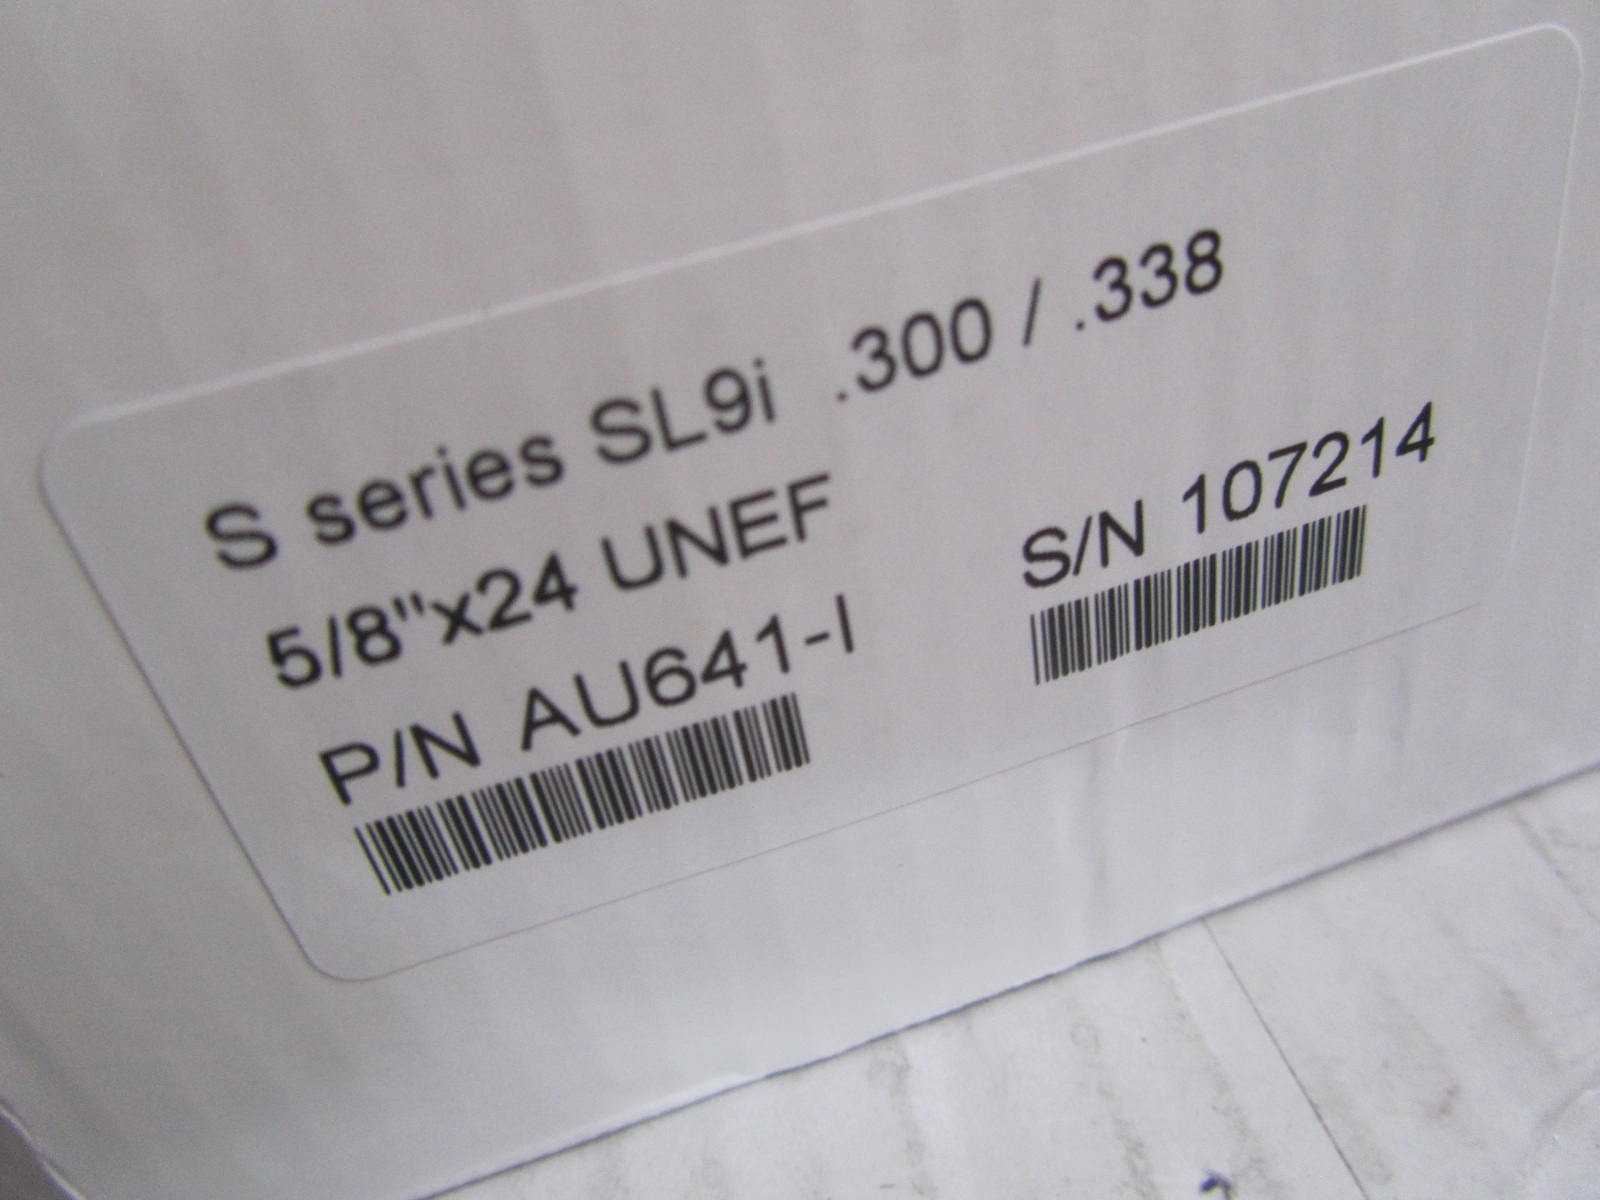 S series SL9i .300 / .338
5/8"x24 UNEF
P/N AU641-I
S/N 107214